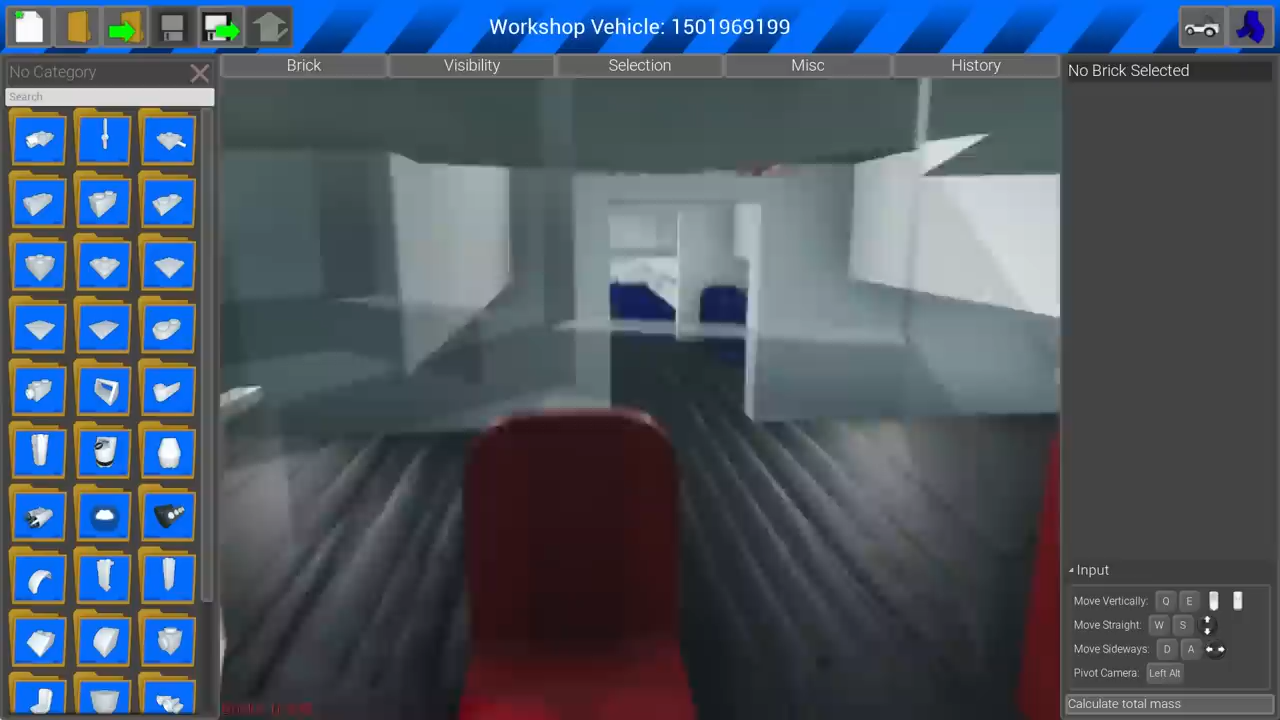 Workshop Vehicle: 1501969199
No Category
Search
Brick
Visibility
Selection
Misc
History
No Brick Selected
Input
Move Vertically: Q E
Move Straight: W S
Move Sideways: D A
Pivot Camera: Left Alt
Calculate total mass